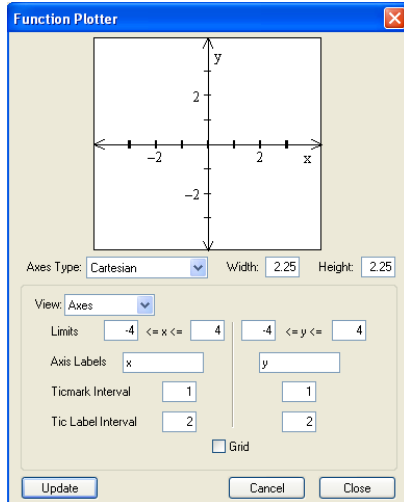 Function Plotter
y
2
−2
2
x
−2
Axes Type: Cartesian Width: 2.25 Height: 2.25
View: Axes
Limits -4 <= x <= 4 -4 <= y <= 4
Axis Labels x y
Ticmark Interval 1 1
Tic Label Interval 2 2
Grid
Update Cancel Close